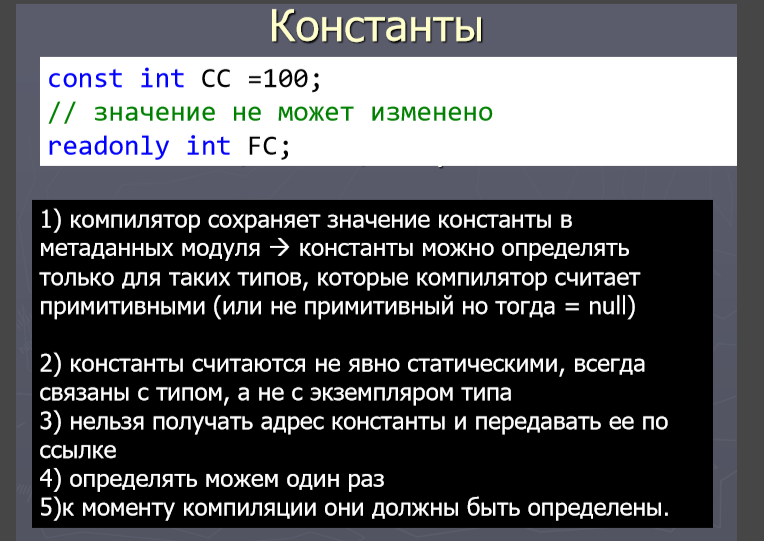 Константы
const int CC =100;
// значение не может изменено
readonly int FC;
1) компилятор сохраняет значение константы в
метаданных модуля → константы можно определять
только для таких типов, которые компилятор считает
примитивными (или не примитивный но тогда = null)
2) константы считаются не явно статическими, всегда
связаны с типом, а не с экземпляром типа
3) нельзя получать адрес константы и передавать ее по
ссылке
4) определять можем один раз
5)к моменту компиляции они должны быть определены.